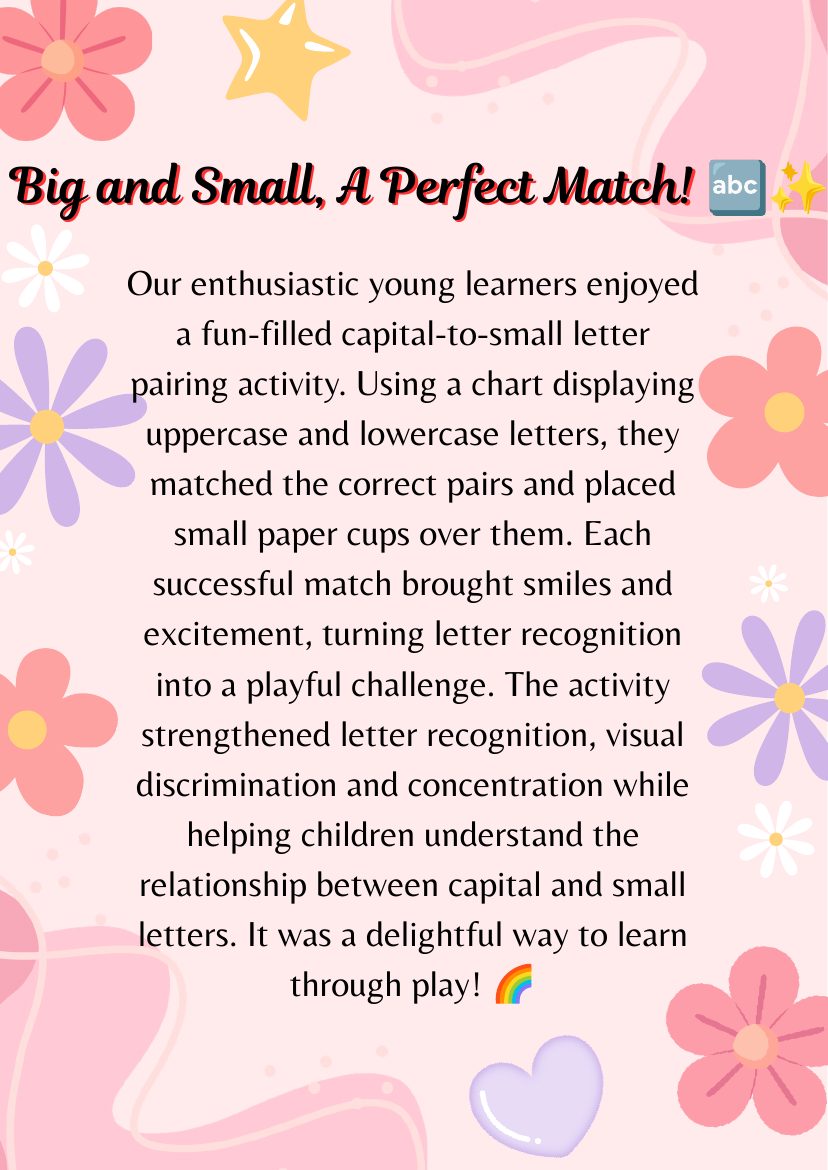 Big and Small, A Perfect Match! 🔤✨
Our enthusiastic young learners enjoyed
a fun-filled capital-to-small letter
pairing activity. Using a chart displaying
uppercase and lowercase letters, they
matched the correct pairs and placed
small paper cups over them. Each
successful match brought smiles and
excitement, turning letter recognition
into a playful challenge. The activity
strengthened letter recognition, visual
discrimination and concentration while
helping children understand the
relationship between capital and small
letters. It was a delightful way to learn
through play! 🌈